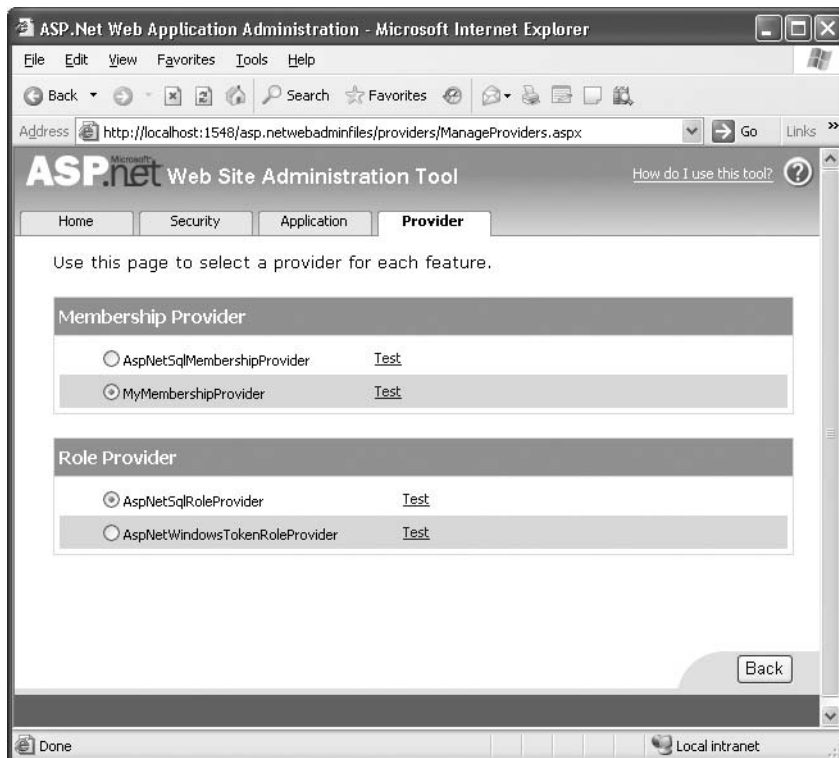 ASP.Net Web Application Administration - Microsoft Internet Explorer
File Edit View Favorites Tools Help
Back Search Favorites
Address http://localhost:1548/asp.netwebadminfiles/providers/ManageProviders.aspx Go Links »
Microsoft
ASP.net Web Site Administration Tool How do I use this tool? ?
Home Security Application Provider
Use this page to select a provider for each feature.
Membership Provider
AspNetSqlMembershipProvider Test
MyMembershipProvider Test
Role Provider
AspNetSqlRoleProvider Test
AspNetWindowsTokenRoleProvider Test
Back
Done Local intranet